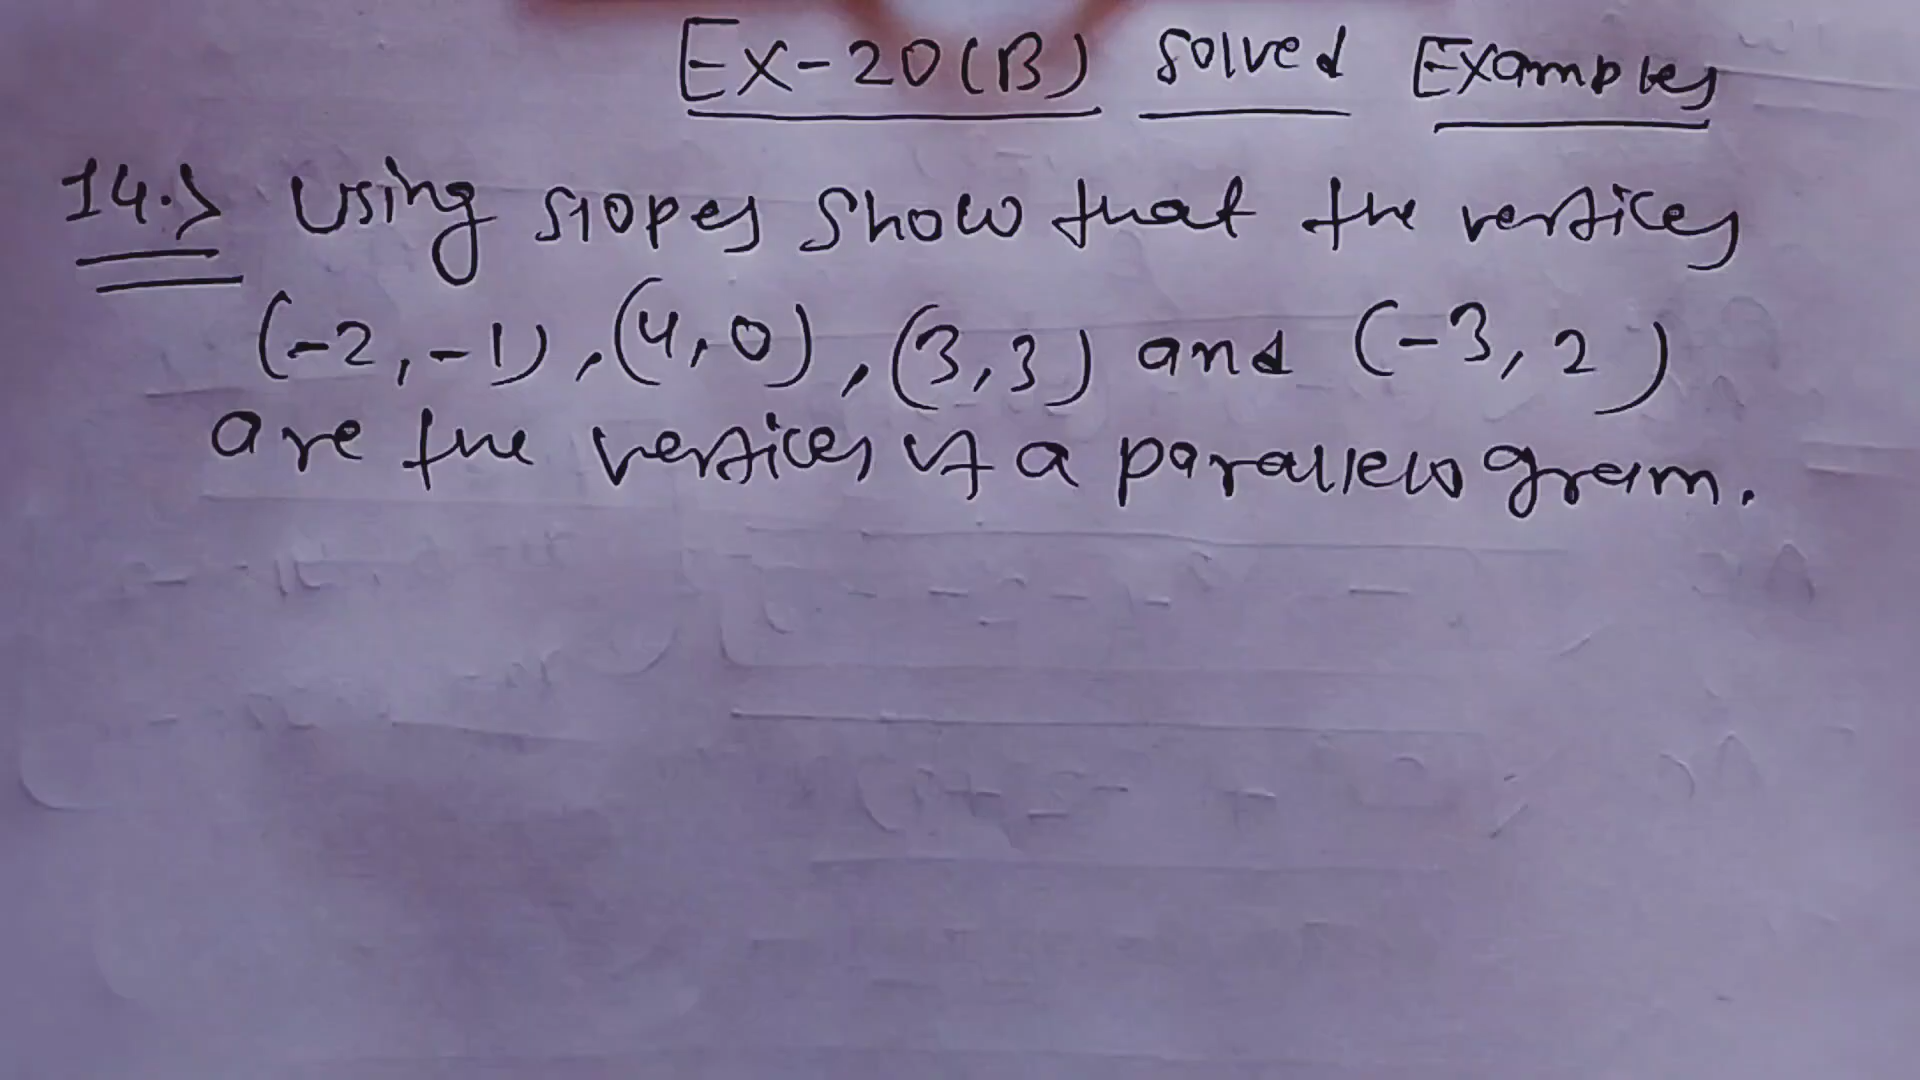 Ex-20(B) Solved Examples
14.> Using slopes show that the vertices
(-2,-1), (4,0), (3,3) and (-3,2)
are the vertices of a parallelogram.